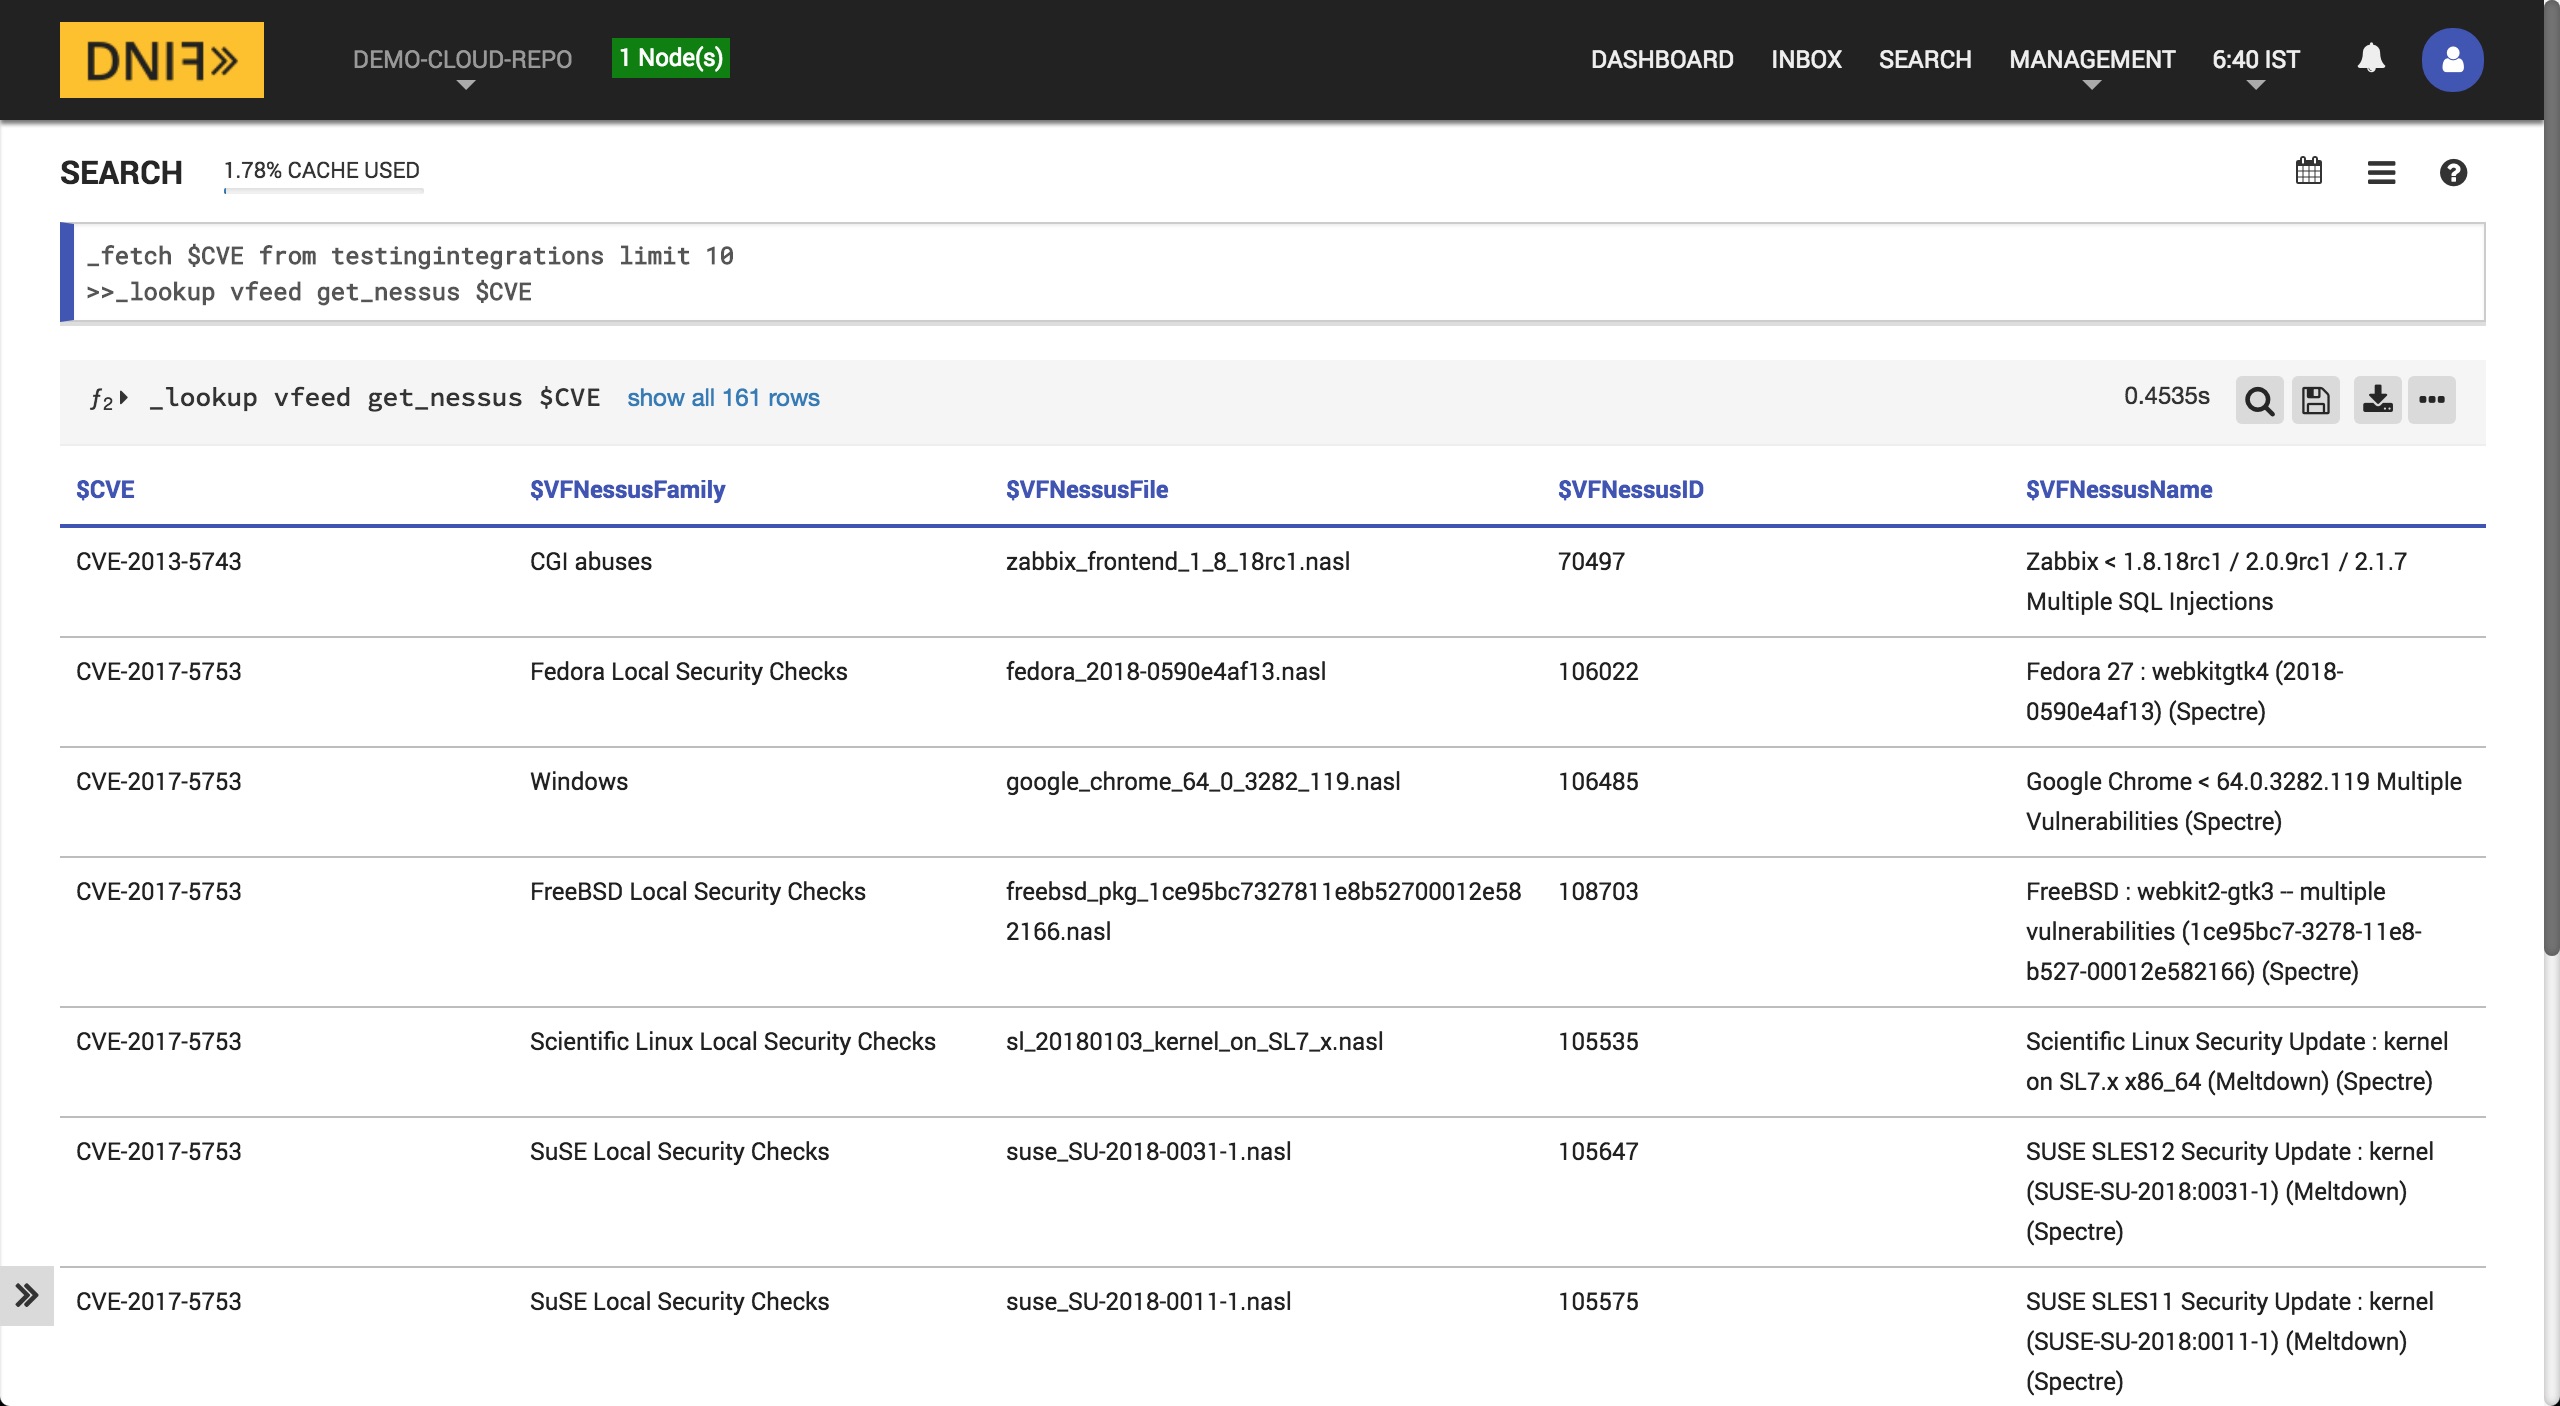 DNIF»
DEMO-CLOUD-REPO
1 Node(s)
DASHBOARD
INBOX
SEARCH
MANAGEMENT
6:40 IST
SEARCH
1.78% CACHE USED
_fetch $CVE from testingintegrations limit 10
>>_lookup vfeed get_nessus $CVE
f2 _lookup vfeed get_nessus $CVE show all 161 rows
0.4535s
$CVE $VFNessusFamily $VFNessusFile $VFNessusID $VFNessusName
CVE-2013-5743 CGI abuses zabbix_frontend_1_8_18rc1.nasl 70497 Zabbix < 1.8.18rc1 / 2.0.9rc1 / 2.1.7
Multiple SQL Injections
CVE-2017-5753 Fedora Local Security Checks fedora_2018-0590e4af13.nasl 106022 Fedora 27 : webkitgtk4 (2018-
0590e4af13) (Spectre)
CVE-2017-5753 Windows google_chrome_64_0_3282_119.nasl 106485 Google Chrome < 64.0.3282.119 Multiple
Vulnerabilities (Spectre)
CVE-2017-5753 FreeBSD Local Security Checks freebsd_pkg_1ce95bc7327811e8b52700012e58 108703 FreeBSD : webkit2-gtk3 -- multiple
2166.nasl vulnerabilities (1ce95bc7-3278-11e8-
b527-00012e582166) (Spectre)
CVE-2017-5753 Scientific Linux Local Security Checks sl_20180103_kernel_on_SL7_x.nasl 105535 Scientific Linux Security Update : kernel
on SL7.x x86_64 (Meltdown) (Spectre)
CVE-2017-5753 SuSE Local Security Checks suse_SU-2018-0031-1.nasl 105647 SUSE SLES12 Security Update : kernel
(SUSE-SU-2018:0031-1) (Meltdown)
(Spectre)
CVE-2017-5753 SuSE Local Security Checks suse_SU-2018-0011-1.nasl 105575 SUSE SLES11 Security Update : kernel
(SUSE-SU-2018:0011-1) (Meltdown)
(Spectre)